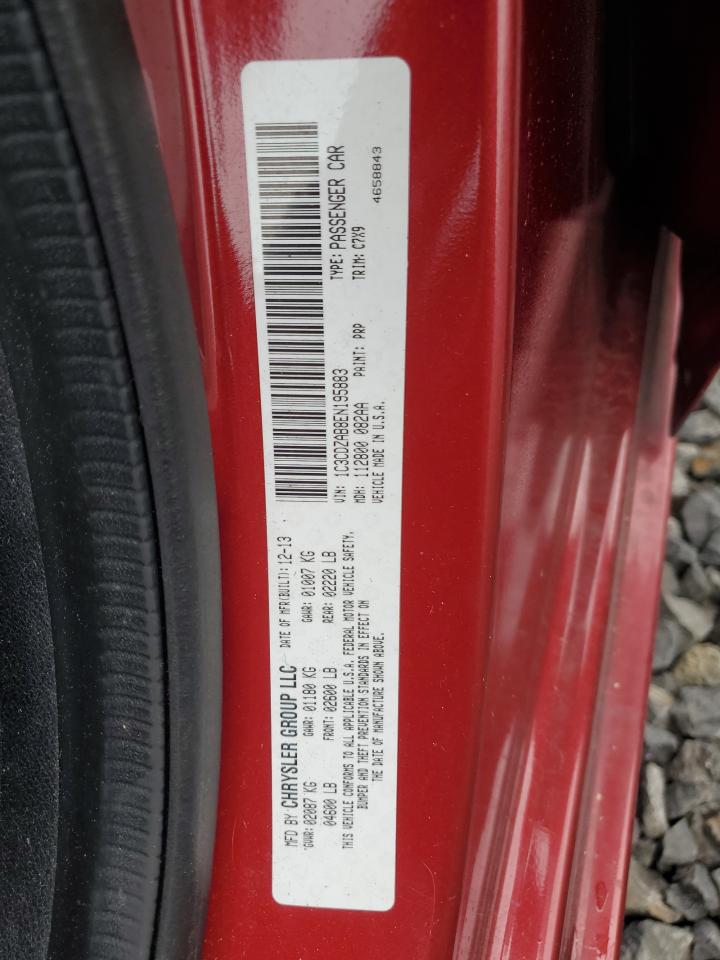 MFD BY CHRYSLER GROUP LLC DATE OF MFR(BUILT): 12-13
GVWR: 02087 KG GAWR: 01180 KG GAWR: 01007 KG
04600 LB FRONT: 02600 LB REAR: 02220 LB
THIS VEHICLE CONFORMS TO ALL APPLICABLE U.S.A. FEDERAL MOTOR VEHICLE SAFETY,
BUMPER AND THEFT PREVENTION STANDARDS IN EFFECT ON
THE DATE OF MANUFACTURE SHOWN ABOVE.
VIN: 1C3CDZAB8EN195883 TYPE: PASSENGER CAR
MDH: 112800 082AA PAINT: PRP TRIM: C7X9
VEHICLE MADE IN U.S.A. 4658843